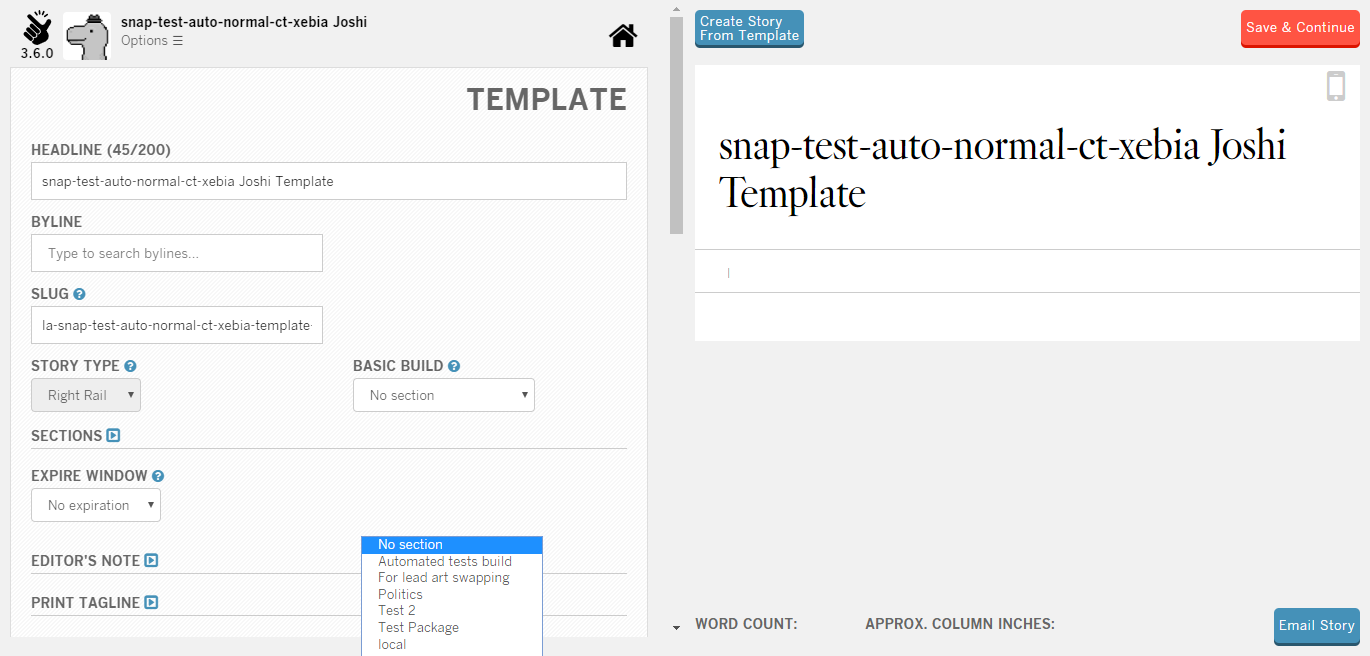 snap-test-auto-normal-ct-xebia Joshi
Options ☰
3.6.0
TEMPLATE
HEADLINE (45/200)
snap-test-auto-normal-ct-xebia Joshi Template
BYLINE
Type to search bylines...
SLUG ?
la-snap-test-auto-normal-ct-xebia-template-
STORY TYPE ?
Right Rail
BASIC BUILD ?
No section
SECTIONS
EXPIRE WINDOW ?
No expiration
No section
Automated tests build
For lead art swapping
Politics
Test 2
Test Package
local
EDITOR'S NOTE
PRINT TAGLINE
Create Story
From Template
Save & Continue
snap-test-auto-normal-ct-xebia Joshi
Template
|
WORD COUNT:
APPROX. COLUMN INCHES:
Email Story